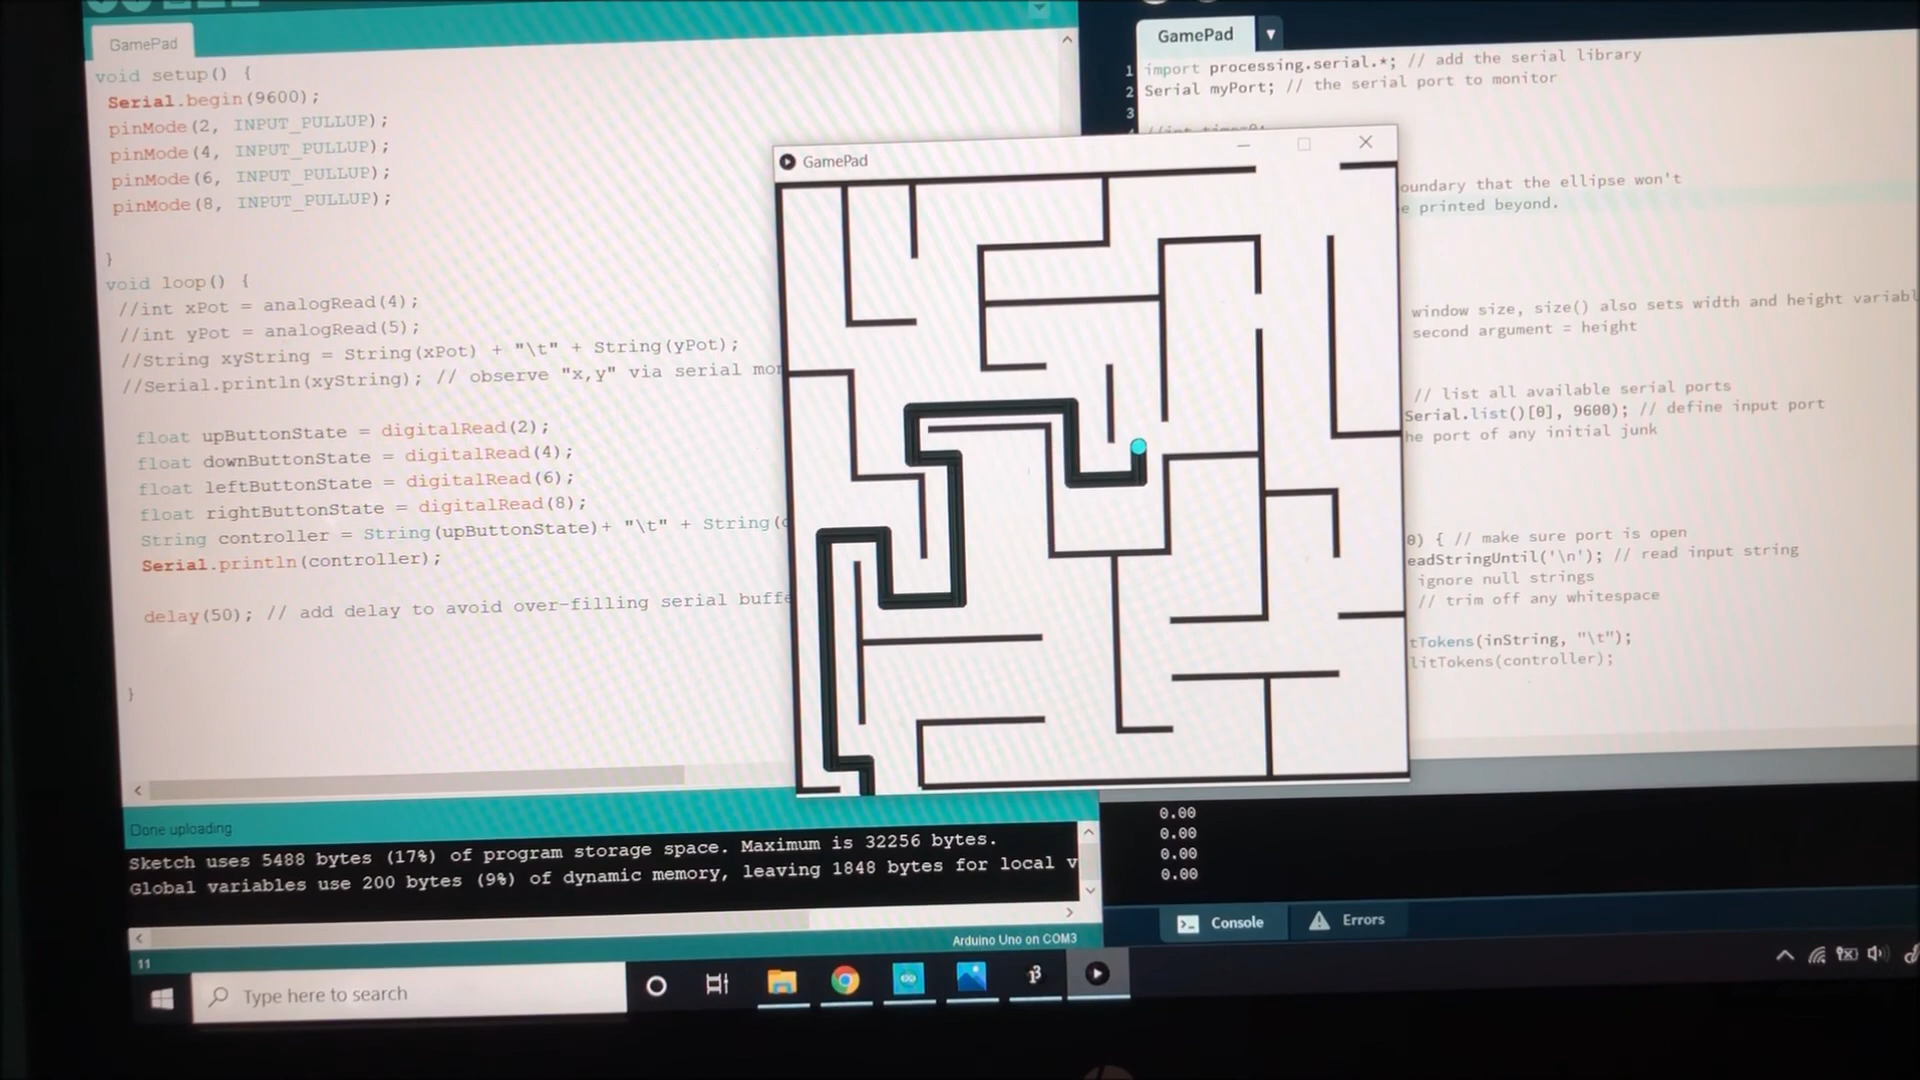 GamePad
void setup() {
Serial.begin(9600);
pinMode(2, INPUT_PULLUP);
pinMode(4, INPUT_PULLUP);
pinMode(6, INPUT_PULLUP);
pinMode(8, INPUT_PULLUP);
}
void loop() {
//int xPot = analogRead(4);
//int yPot = analogRead(5);
//String xyString = String(xPot) + "\t" + String(yPot);
//Serial.println(xyString); // observe "x,y" via serial mo
float upButtonState = digitalRead(2);
float downButtonState = digitalRead(4);
float leftButtonState = digitalRead(6);
float rightButtonState = digitalRead(8);
String controller = String(upButtonState)+ "\t" + String(
Serial.println(controller);
delay(50); // add delay to avoid over-filling serial buffe
}
Done uploading
Sketch uses 5488 bytes (17%) of program storage space. Maximum is 32256 bytes.
Global variables use 200 bytes (9%) of dynamic memory, leaving 1848 bytes for local v
Arduino Uno on COM3
11
GamePad
GamePad
1 import processing.serial.*; // add the serial library
2 Serial myPort; // the serial port to monitor
3
oundary that the ellipse won't
e printed beyond.
window size, size() also sets width and height variabl
second argument = height
// list all available serial ports
Serial.list()[0], 9600); // define input port
he port of any initial junk
0) { // make sure port is open
eadStringUntil('\n'); // read input string
ignore null strings
// trim off any whitespace
tTokens(inString, "\t");
litTokens(controller);
0.00
0.00
0.00
0.00
Console
Errors
Type here to search